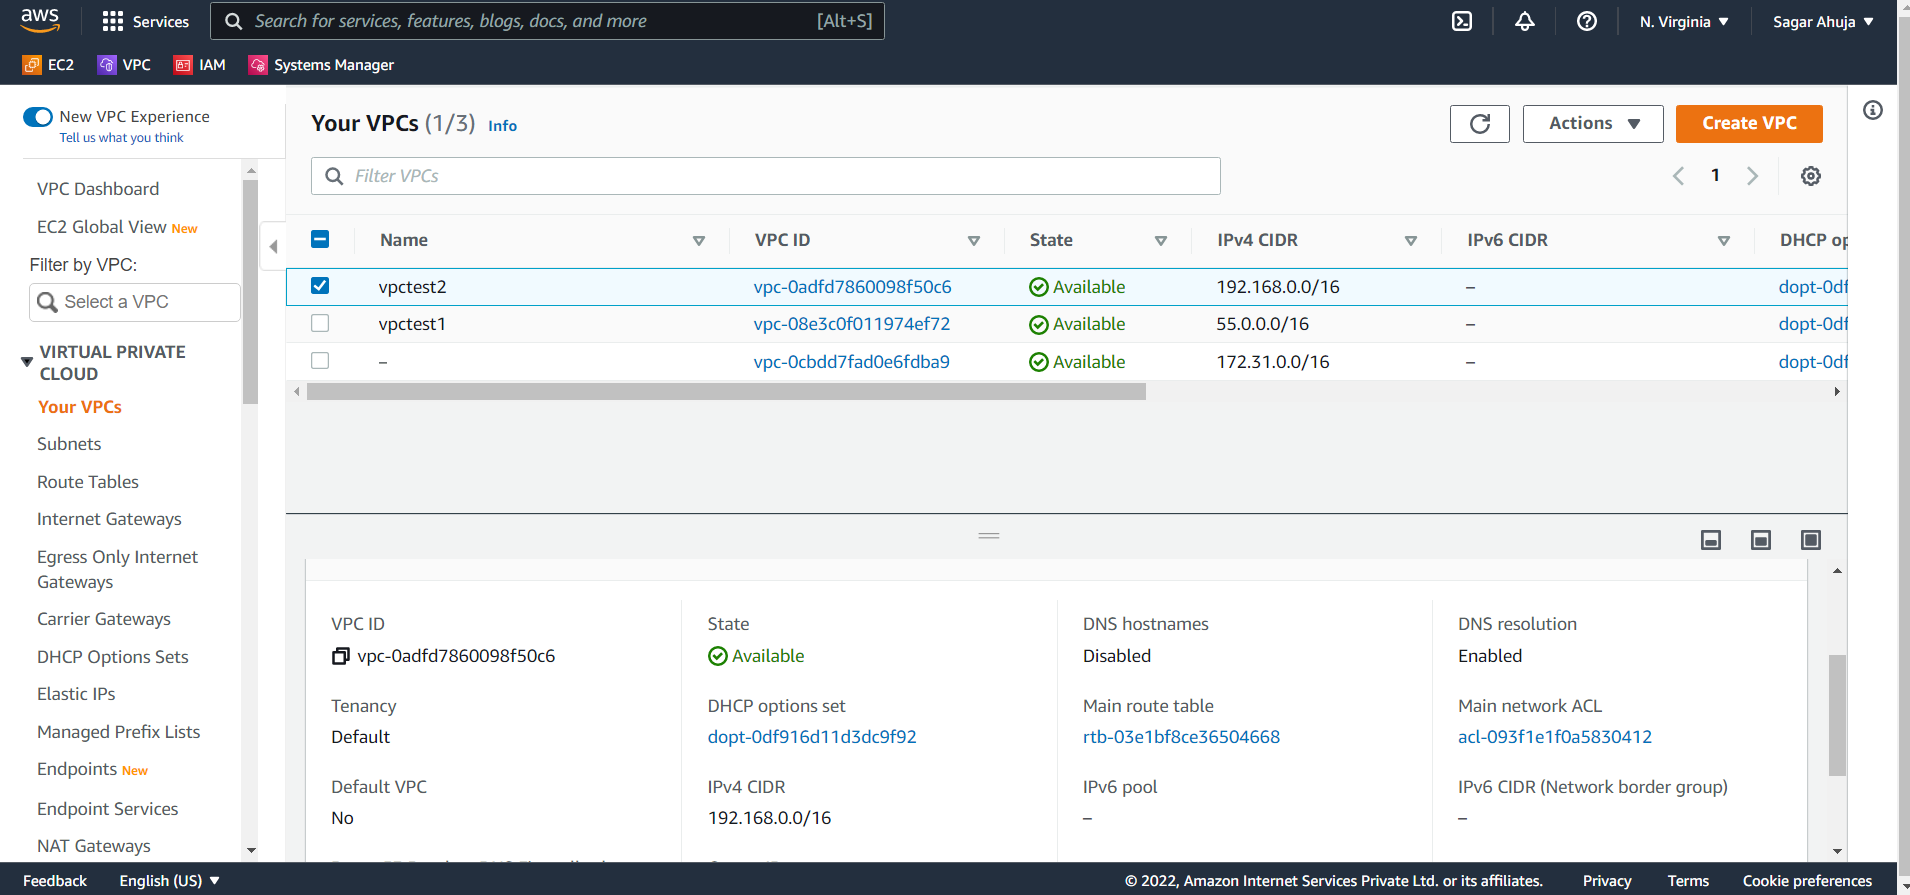 aws
Services
Search for services, features, blogs, docs, and more
[Alt+S]
N. Virginia
Sagar Ahuja
EC2
VPC
IAM
Systems Manager
New VPC Experience
Tell us what you think
VPC Dashboard
EC2 Global View New
Filter by VPC:
Select a VPC
VIRTUAL PRIVATE
CLOUD
Your VPCs
Subnets
Route Tables
Internet Gateways
Egress Only Internet
Gateways
Carrier Gateways
DHCP Options Sets
Elastic IPs
Managed Prefix Lists
Endpoints New
Endpoint Services
NAT Gateways
Your VPCs (1/3) Info
Actions
Create VPC
Filter VPCs
1
Name VPC ID State IPv4 CIDR IPv6 CIDR DHCP op
vpctest2 vpc-0adfd7860098f50c6 Available 192.168.0.0/16 – dopt-0df
vpctest1 vpc-08e3c0f011974ef72 Available 55.0.0.0/16 – dopt-0df
– vpc-0cbdd7fad0e6fdba9 Available 172.31.0.0/16 – dopt-0df
VPC ID State DNS hostnames DNS resolution
vpc-0adfd7860098f50c6 Available Disabled Enabled
Tenancy DHCP options set Main route table Main network ACL
Default dopt-0df916d11d3dc9f92 rtb-03e1bf8ce36504668 acl-093f1e1f0a5830412
Default VPC IPv4 CIDR IPv6 pool IPv6 CIDR (Network border group)
No 192.168.0.0/16 – –
Feedback English (US) © 2022, Amazon Internet Services Private Ltd. or its affiliates. Privacy Terms Cookie preferences